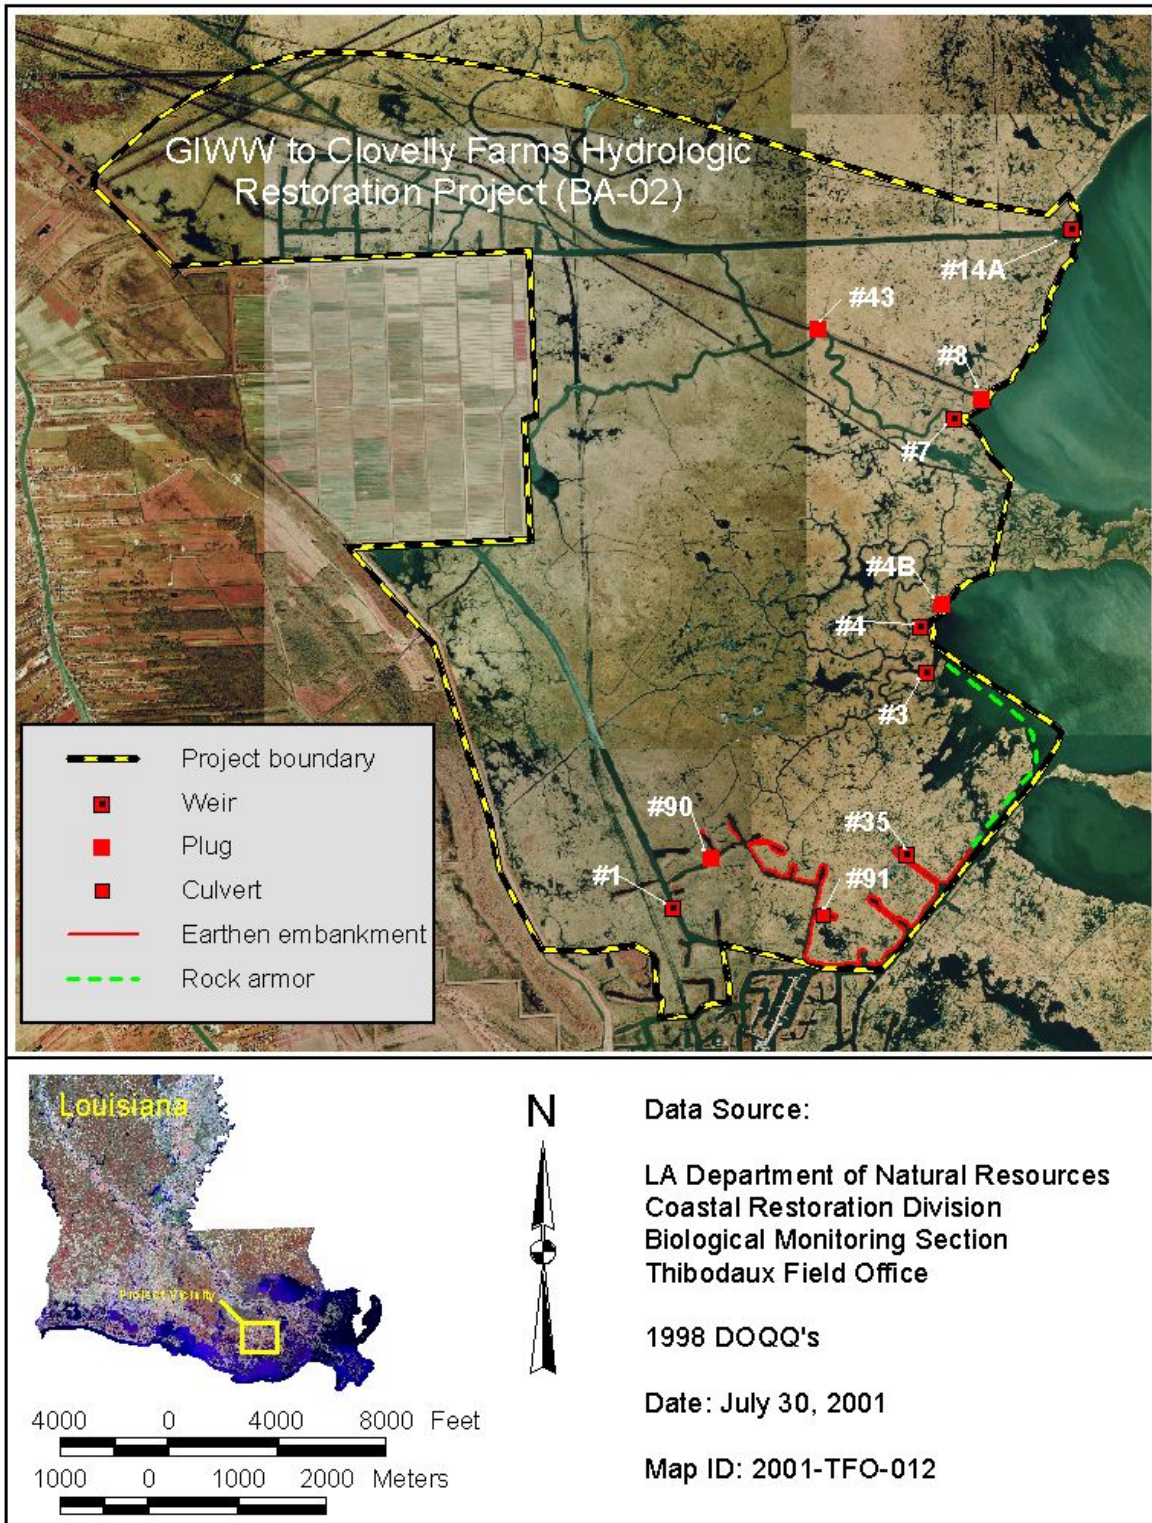 GIWW to Clovelly Farms Hydrologic
Restoration Project (BA-02)
#14A
#43
#8
#7
#4B
#4
#3
#90
#35
#1
#91
Project boundary
Weir
Plug
Culvert
Earthen embankment
Rock armor
Louisiana
Project Vicinity
N
4000 0 4000 8000 Feet
1000 0 1000 2000 Meters
Data Source:
LA Department of Natural Resources
Coastal Restoration Division
Biological Monitoring Section
Thibodaux Field Office
1998 DOQQ's
Date: July 30, 2001
Map ID: 2001-TFO-012